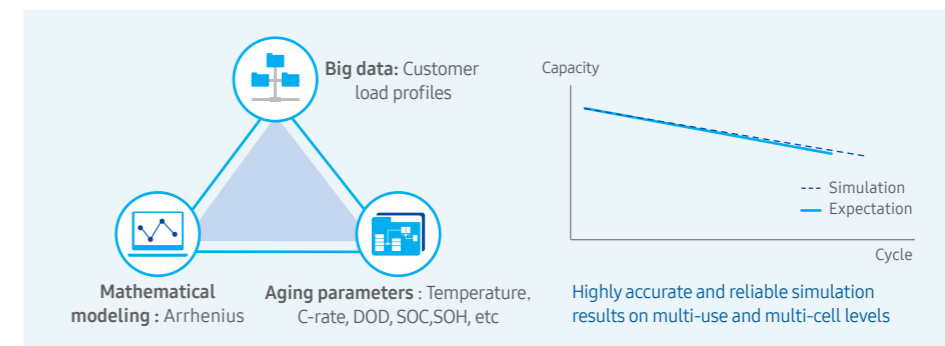 Big data: Customer
load profiles
Mathematical
modeling : Arrhenius
Aging parameters : Temperature,
C-rate, DOD, SOC,SOH, etc
Capacity
--- Simulation
Expectation
Cycle
Highly accurate and reliable simulation
results on multi-use and multi-cell levels